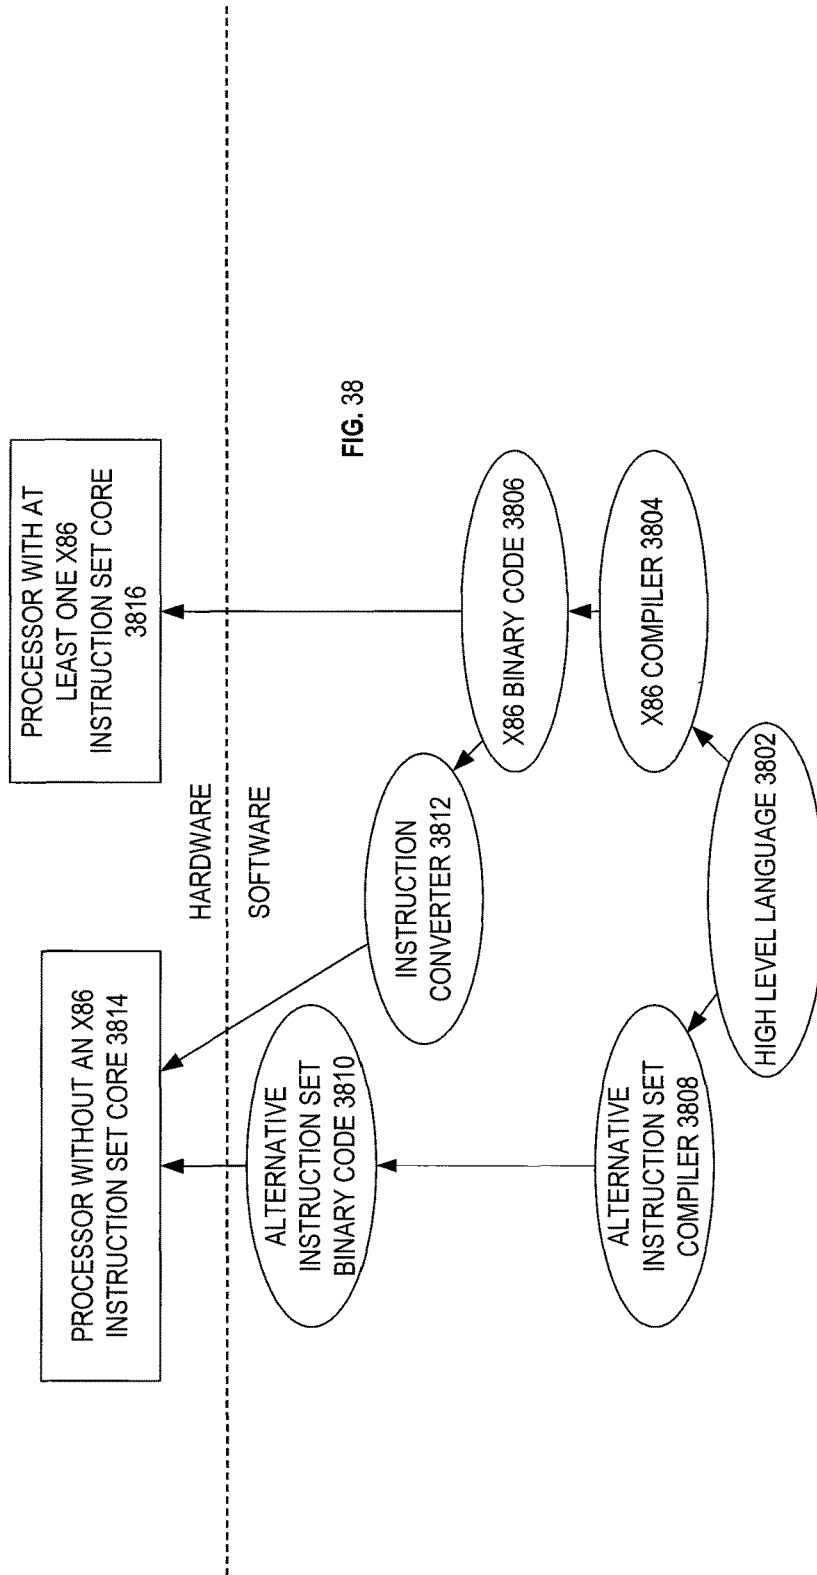 PROCESSOR WITHOUT AN X86
INSTRUCTION SET CORE 3814
PROCESSOR WITH AT
LEAST ONE X86
INSTRUCTION SET CORE
3816
HARDWARE
SOFTWARE
ALTERNATIVE
INSTRUCTION SET
BINARY CODE 3810
INSTRUCTION
CONVERTER 3812
FIG. 38
X86 BINARY CODE 3806
ALTERNATIVE
INSTRUCTION SET
COMPILER 3808
X86 COMPILER 3804
HIGH LEVEL LANGUAGE 3802